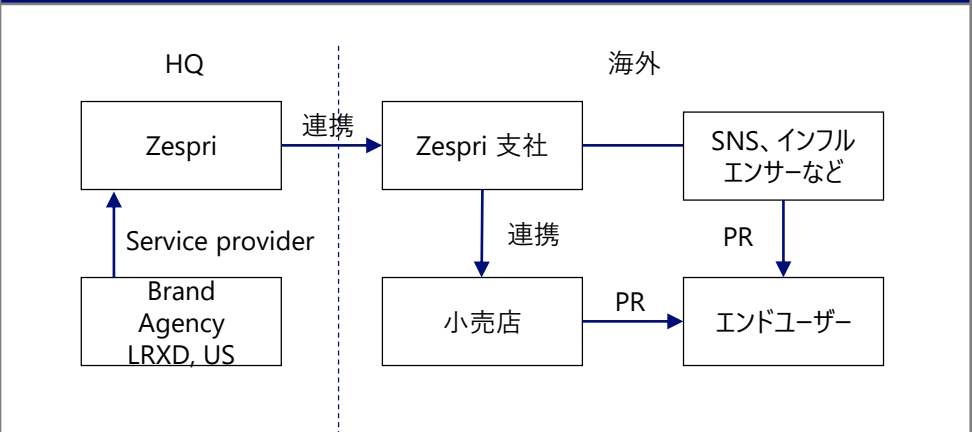 HQ
海外
Zespri
連携
Zespri 支社
SNS、インフル
エンサーなど
Service provider
連携
PR
Brand
Agency
LRXD, US
小売店
PR
エンドユーザー